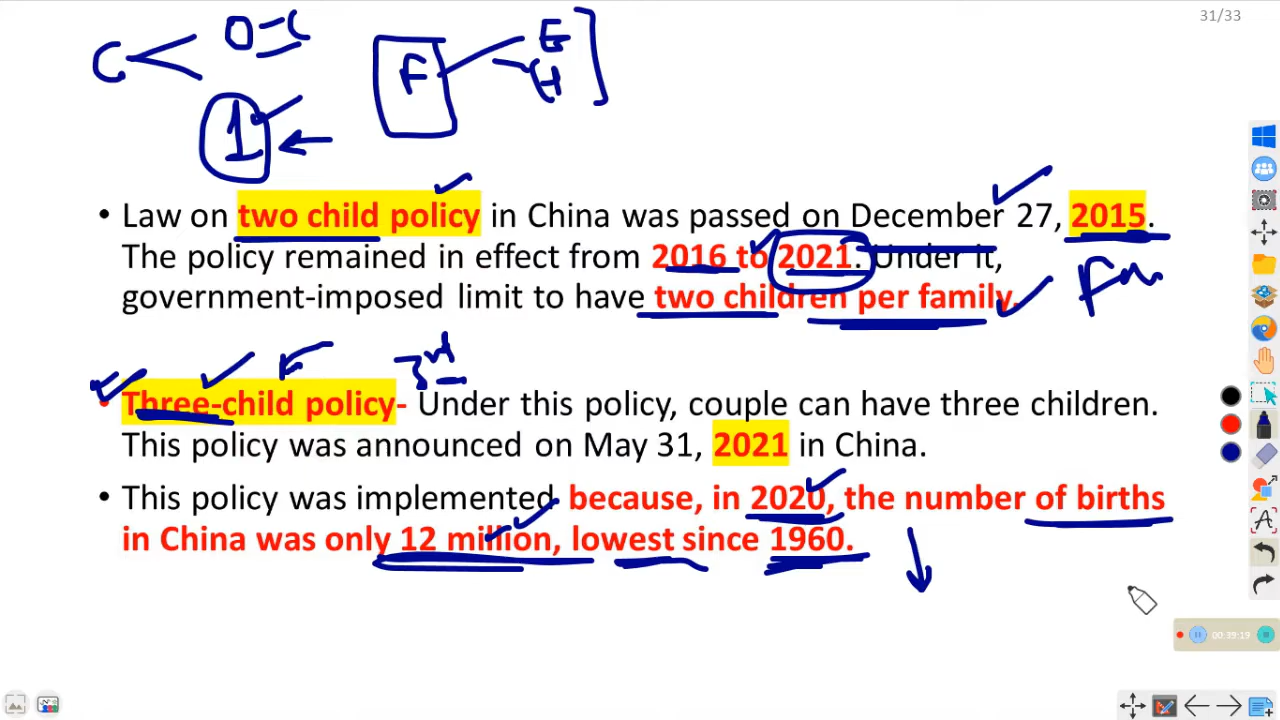 31/33
C
O=C
1
F
E
H
• Law on two child policy in China was passed on December 27, 2015.
The policy remained in effect from 2016 to 2021. Under it,
government-imposed limit to have two children per family.
3rd
• Three-child policy- Under this policy, couple can have three children.
This policy was announced on May 31, 2021 in China.
• This policy was implemented because, in 2020, the number of births
in China was only 12 million, lowest since 1960.
00:39:19